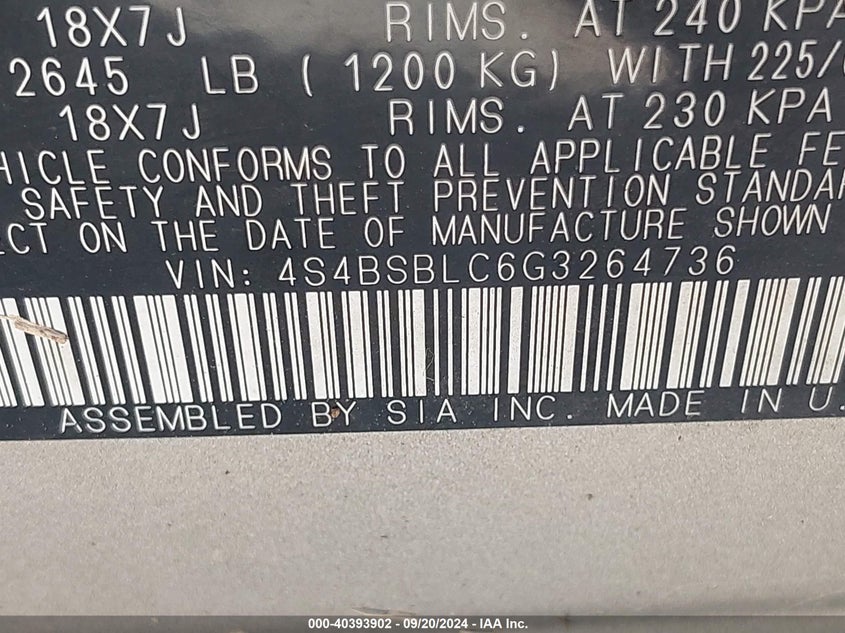 18X7J RIMS. AT 240 KPA
2645 LB ( 1200 KG) WITH 225/
18X7J RIMS. AT 230 KPA
HICLE CONFORMS TO ALL APPLICABLE FE
SAFETY AND THEFT PREVENTION STANDAR
ECT ON THE DATE OF MANUFACTURE SHOWN
VIN: 4S4BSBLC6G3264736
ASSEMBLED BY SIA INC. MADE IN U.
000-40393902 - 09/20/2024 - IAA Inc.